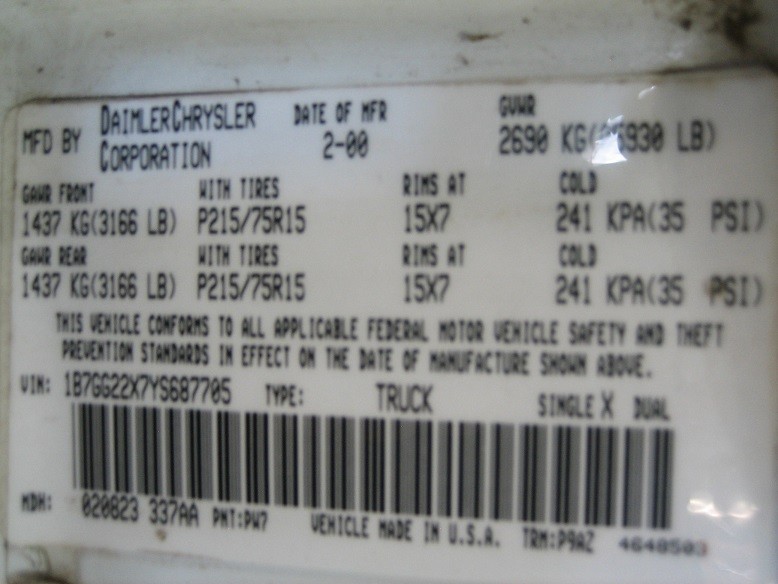 MFD BY DAIMLERCHRYSLER CORPORATION DATE OF MFR 2-00 GVWR 2690 KG( 5930 LB)
GAWR FRONT WITH TIRES RIMS AT COLD
1437 KG(3166 LB) P215/75R15 15X7 241 KPA(35 PSI)
GAWR REAR WITH TIRES RIMS AT COLD
1437 KG(3166 LB) P215/75R15 15X7 241 KPA(35 PSI)
THIS VEHICLE CONFORMS TO ALL APPLICABLE FEDERAL MOTOR VEHICLE SAFETY AND THEFT
PREVENTION STANDARDS IN EFFECT ON THE DATE OF MANUFACTURE SHOWN ABOVE.
VIN: 1B7GG22X7YS687705 TYPE: TRUCK SINGLE X DUAL
MDH: 020823 337AA PNT:PW7 VEHICLE MADE IN U.S.A. TRM:P9AZ 4648503